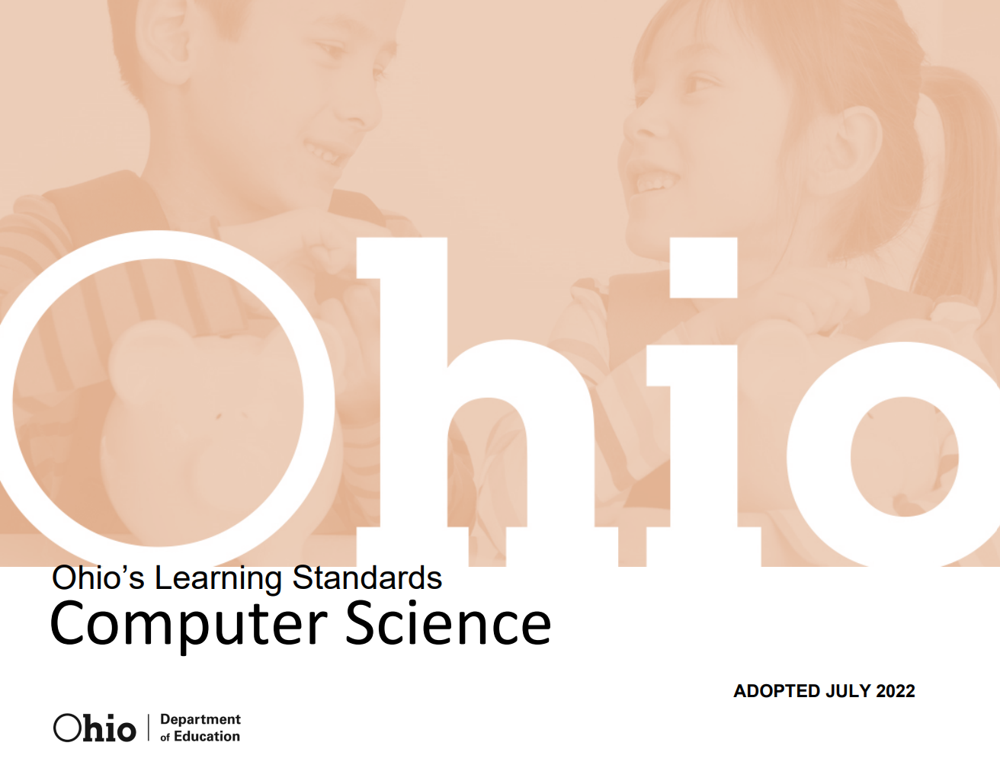 Ohio
Ohio’s Learning Standards
Computer Science
ADOPTED JULY 2022
Ohio
Department
of Education